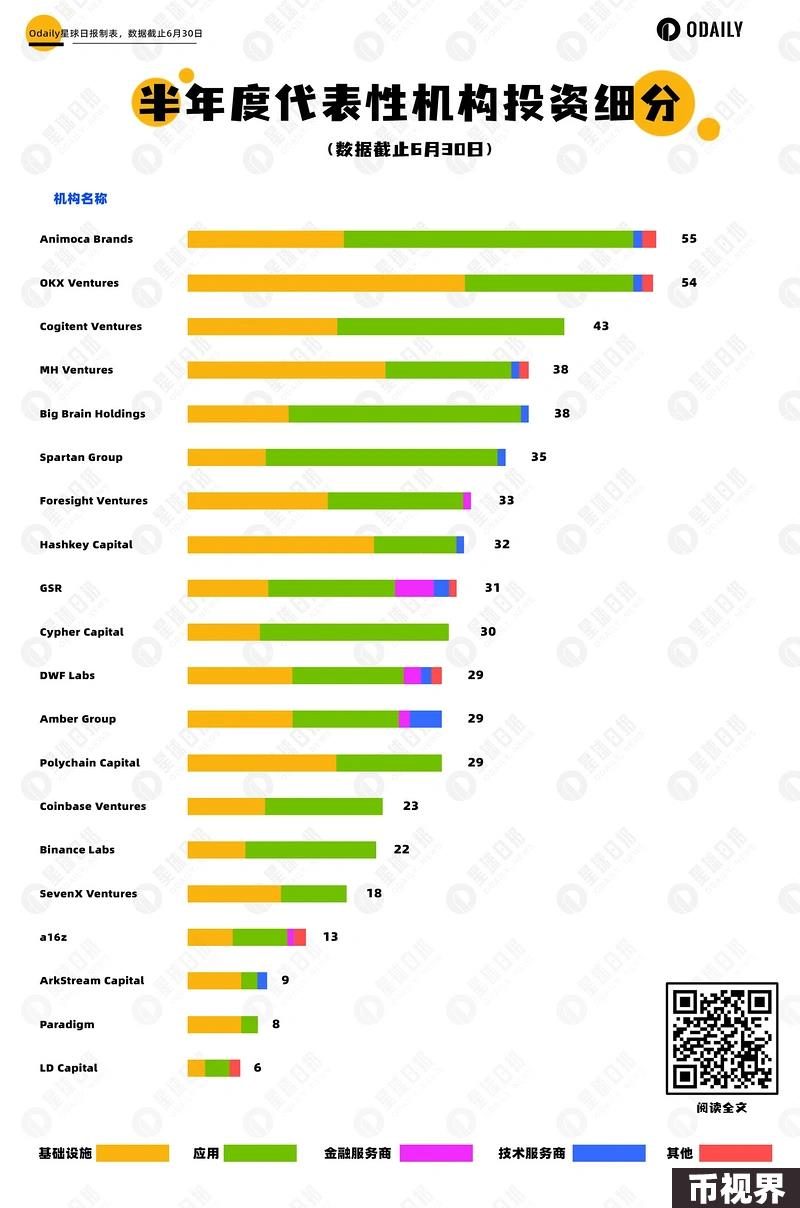 Odaily星球日报制表，数据截止6月30日
ODAILY
半年度代表性机构投资细分
（数据截止6月30日）
机构名称
Animoca Brands 55
OKX Ventures 54
Cogitent Ventures 43
MH Ventures 38
Big Brain Holdings 38
Spartan Group 35
Foresight Ventures 33
Hashkey Capital 32
GSR 31
Cypher Capital 30
DWF Labs 29
Amber Group 29
Polychain Capital 29
Coinbase Ventures 23
Binance Labs 22
SevenX Ventures 18
a16z 13
ArkStream Capital 9
Paradigm 8
LD Capital 6
阅读全文
基础设施 应用 金融服务商 技术服务商 其他
币视界